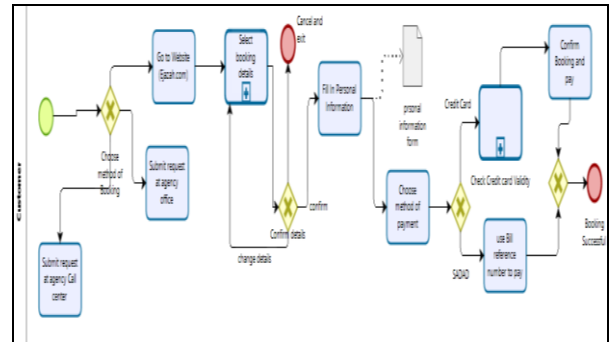 Customer
Choose
method of
Booking
Go to Website
(Ejazah.com)
Submit request
at agency
office
Submit request
at agency Call
center
Select
booking
details
Cancel and
exit
Confirm details
confirm
change details
Fill In Personal
Information
prsonal
information
form
Choose
method of
payment
Credit Card
SADAD
Check Credit card Validity
use Bill
reference
number to pay
Confirm
Booking and
pay
Booking
Successful